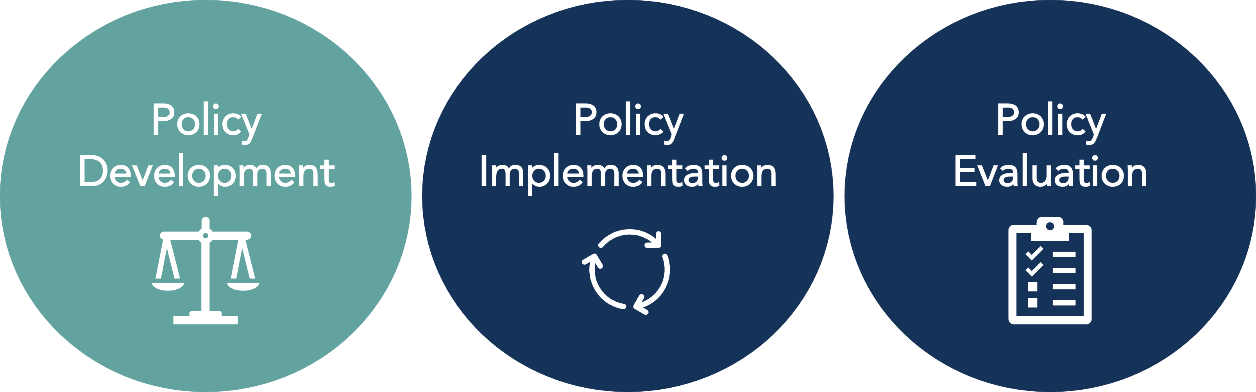 Policy
Development
Policy
Implementation
Policy
Evaluation